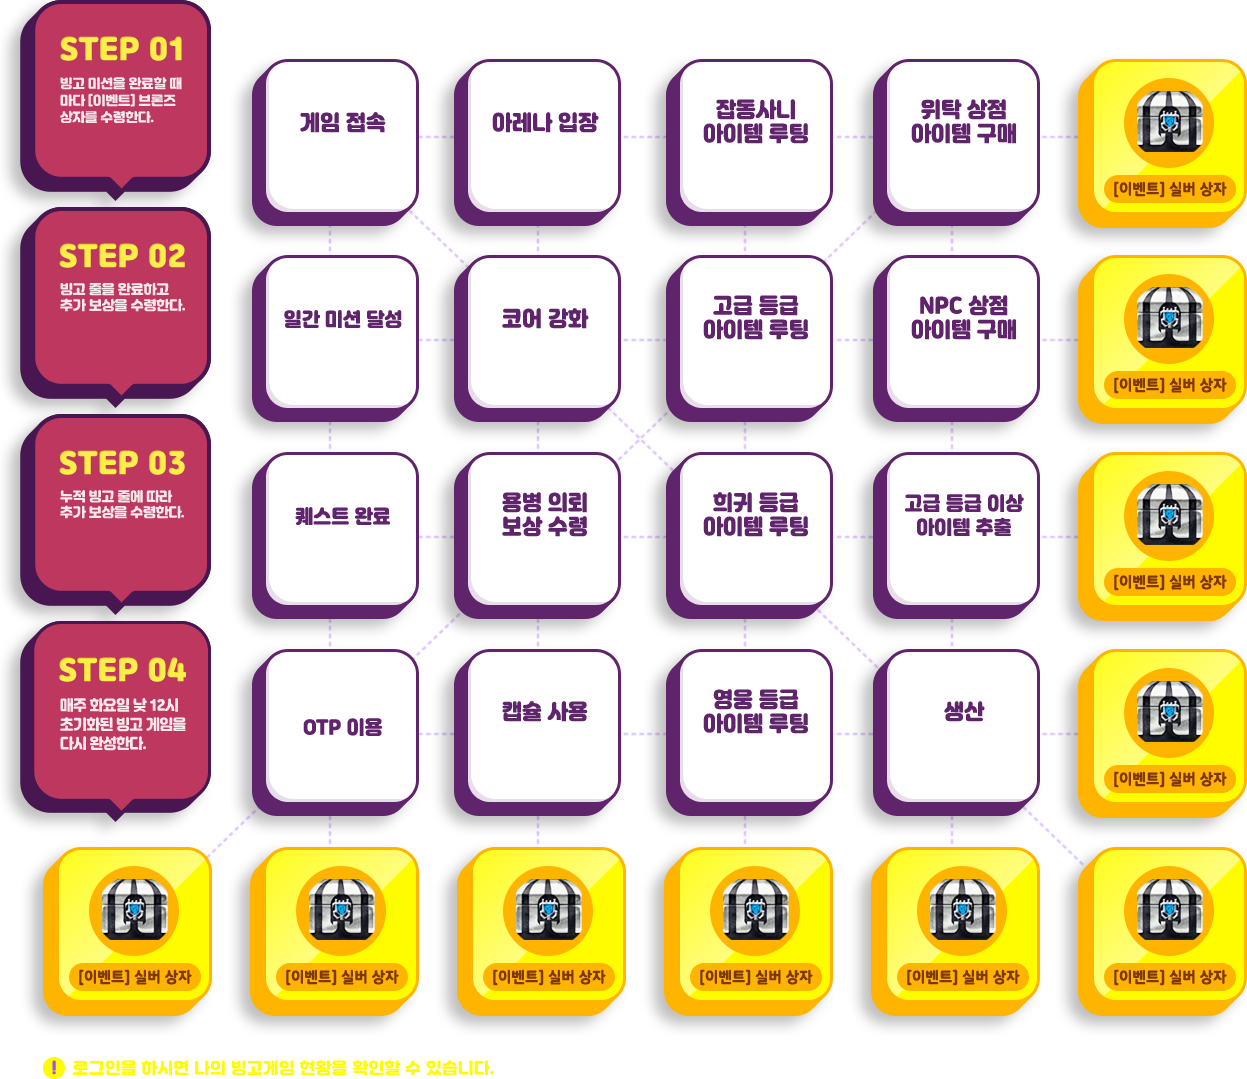 STEP 01
빙고 미션을 완료할 때
마다 [이벤트] 브론즈
상자를 수령한다.
STEP 02
빙고 줄을 완료하고
추가 보상을 수령한다.
STEP 03
누적 빙고 줄에 따라
추가 보상을 수령한다.
STEP 04
매주 화요일 낮 12시
초기화된 빙고 게임을
다시 완성한다.
게임 접속
아레나 입장
잡동사니
아이템 루팅
위탁 상점
아이템 구매
[이벤트] 실버 상자
일간 미션 달성
코어 강화
고급 등급
아이템 루팅
NPC 상점
아이템 구매
[이벤트] 실버 상자
퀘스트 완료
용병 의뢰
보상 수령
희귀 등급
아이템 루팅
고급 등급 이상
아이템 추출
[이벤트] 실버 상자
OTP 이용
캡슐 사용
영웅 등급
아이템 루팅
생산
[이벤트] 실버 상자
[이벤트] 실버 상자
[이벤트] 실버 상자
[이벤트] 실버 상자
[이벤트] 실버 상자
[이벤트] 실버 상자
[이벤트] 실버 상자
! 로그인을 하시면 나의 빙고게임 현황을 확인할 수 있습니다.